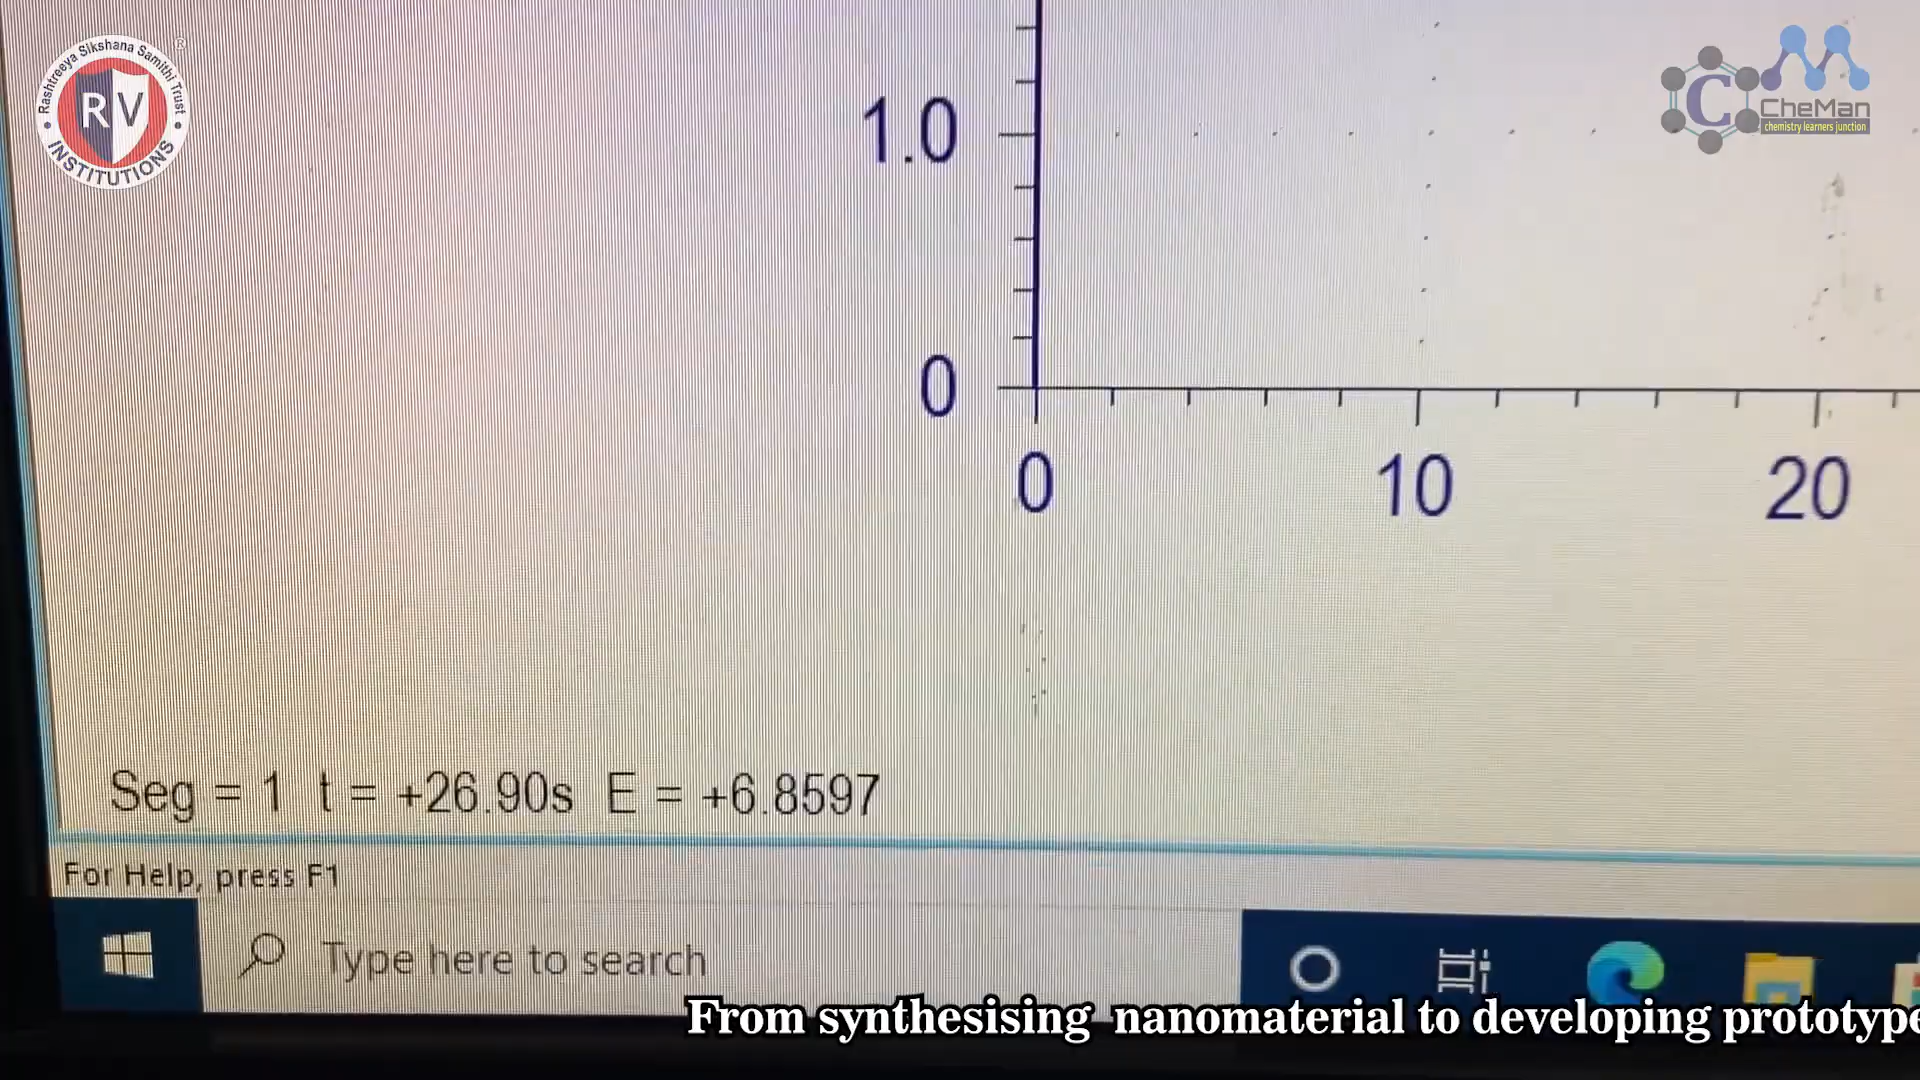 Rashtreeya Sikshana Samithi Trust
®
RV
INSTITUTIONS
C
CheMan
chemistry learners junction
1.0
0
0 10 20
Seg = 1 t = +26.90s E = +6.8597
For Help, press F1
Type here to search
From synthesising nanomaterial to developing prototype